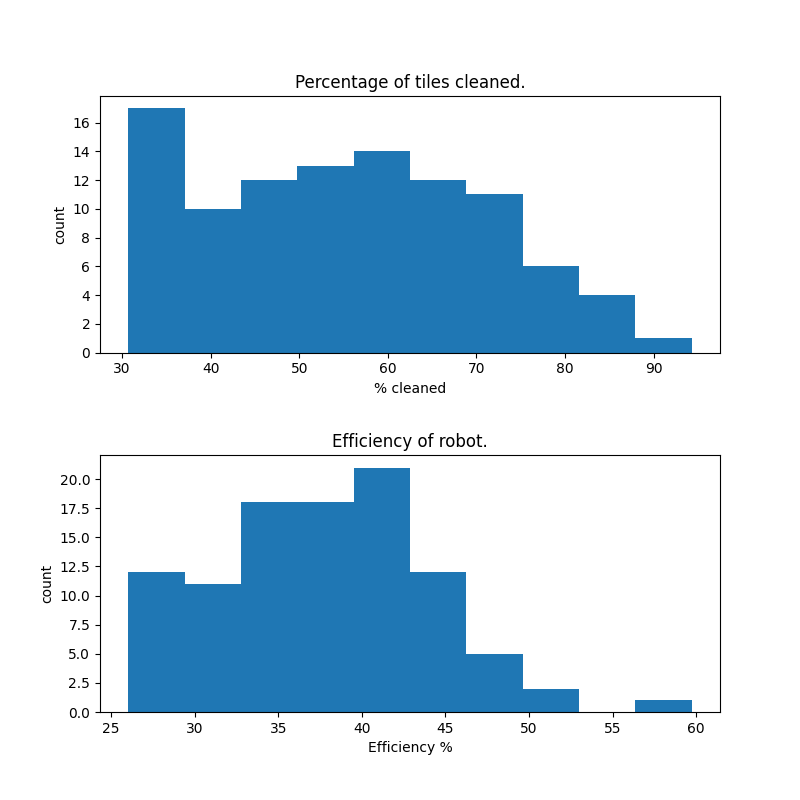 Percentage of tiles cleaned.
16
14
12
10
8
6
4
2
0
count
30 40 50 60 70 80 90
% cleaned
Efficiency of robot.
20.0
17.5
15.0
12.5
10.0
7.5
5.0
2.5
0.0
count
25 30 35 40 45 50 55 60
Efficiency %